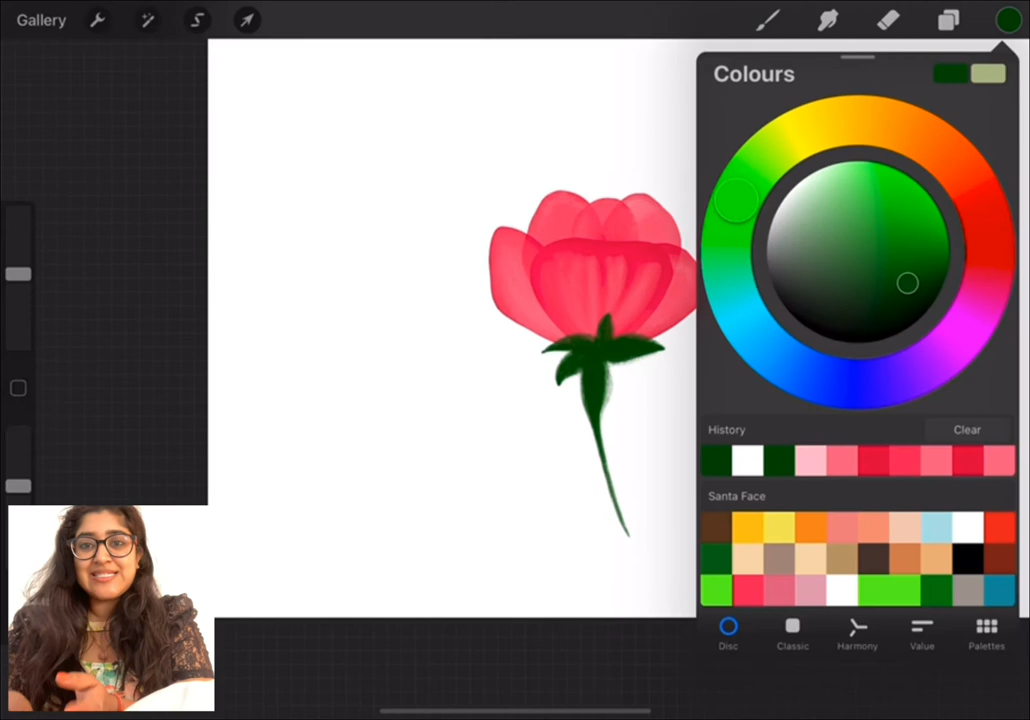 Gallery
Colours
History
Clear
Santa Face
Disc
Classic
Harmony
Value
Palettes